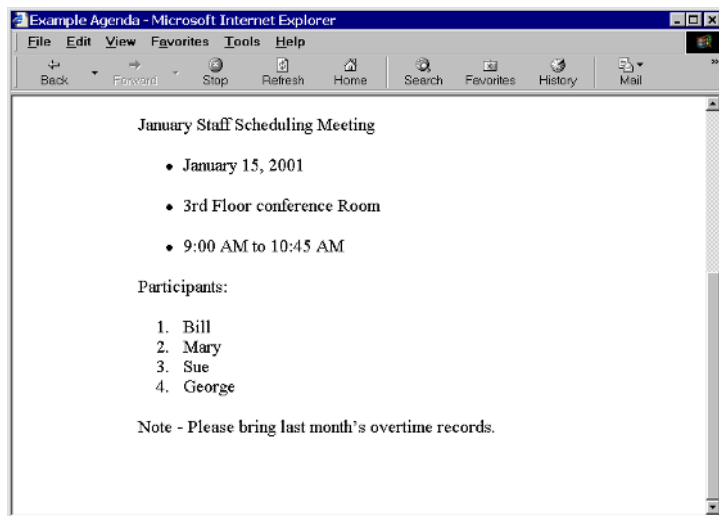 Example Agenda - Microsoft Internet Explorer
File Edit View Favorites Tools Help
Back Forward Stop Refresh Home Search Favorites History Mail »
January Staff Scheduling Meeting
• January 15, 2001
• 3rd Floor conference Room
• 9:00 AM to 10:45 AM
Participants:
1. Bill
2. Mary
3. Sue
4. George
Note - Please bring last month’s overtime records.